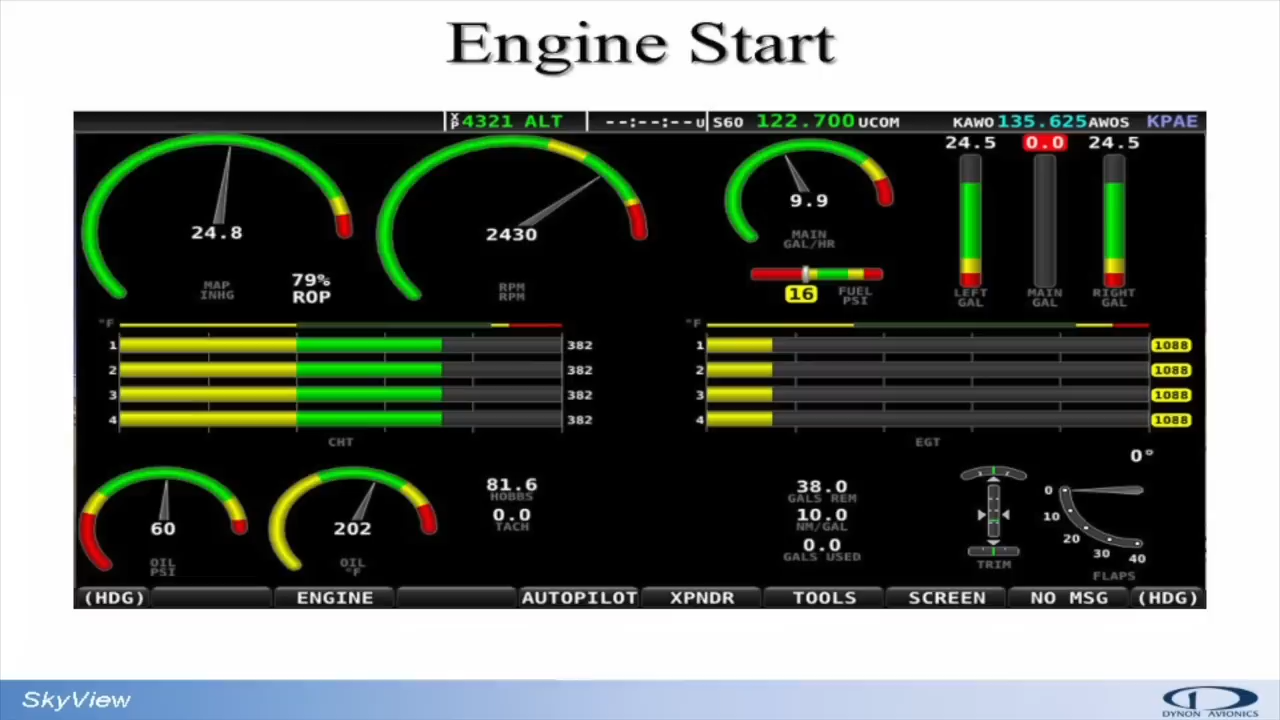 Engine Start
XP 4321 ALT --:--:--U S60 122.700 UCOM KAWO 135.625 AWOS KPAE
24.5 0.0 24.5
24.8
MAP
INHG
79%
ROP
2430
RPM
RPM
9.9
MAIN
GAL/HR
16 FUEL
PSI
LEFT
GAL
MAIN
GAL
RIGHT
GAL
°F
1 382
2 382
3 382
4 382
CHT
°F
1 1088
2 1088
3 1088
4 1088
EGT
60
OIL
PSI
202
OIL
°F
81.6
HOBBS
0.0
TACH
38.0
GALS REM
10.0
NM/GAL
0.0
GALS USED
TRIM
0°
0
10
20
30
40
FLAPS
(HDG) ENGINE AUTOPILOT XPNDR TOOLS SCREEN NO MSG (HDG)
SkyView
DYNON AVIONICS